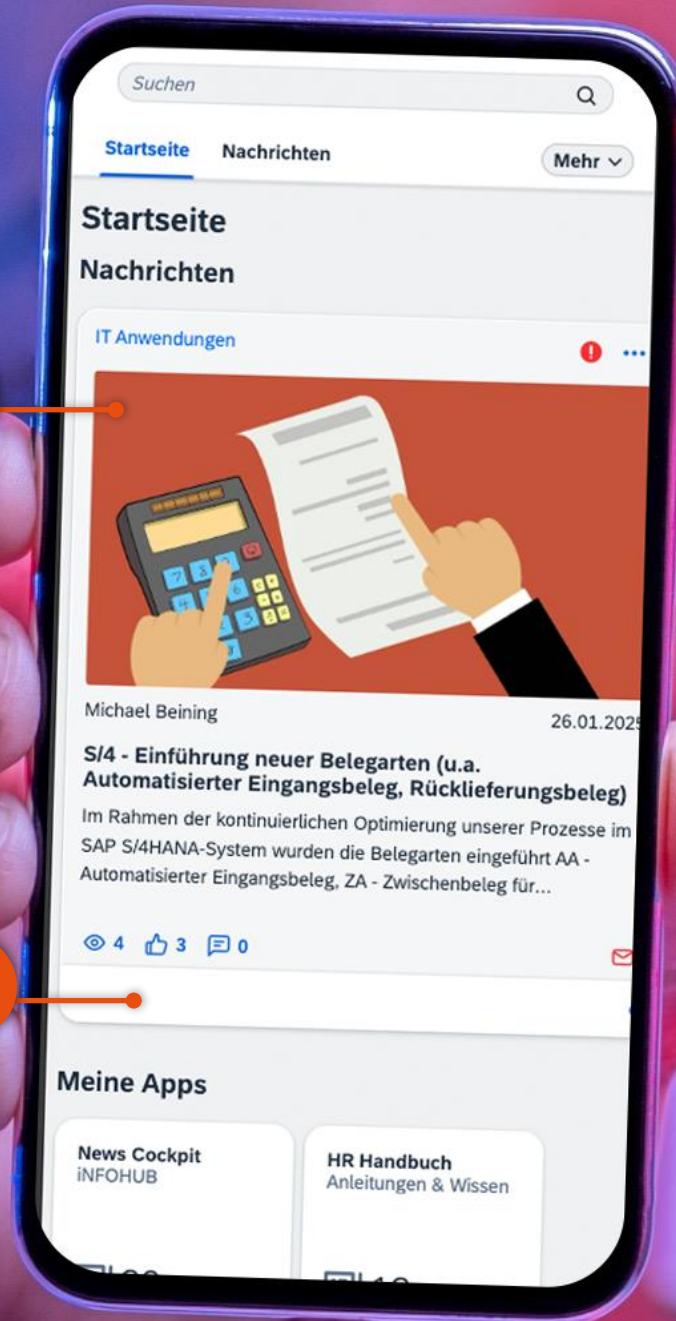 Suchen
Startseite Nachrichten Mehr
Startseite
Nachrichten
IT Anwendungen
Michael Beining 26.01.2025
S/4 - Einführung neuer Belegarten (u.a.
Automatisierter Eingangsbeleg, Rücklieferungsbeleg)
Im Rahmen der kontinuierlichen Optimierung unserer Prozesse im
SAP S/4HANA-System wurden die Belegarten eingeführt AA -
Automatisierter Eingangsbeleg, ZA - Zwischenbeleg für...
4 3 0
Meine Apps
News Cockpit HR Handbuch
iNFOHUB Anleitungen & Wissen